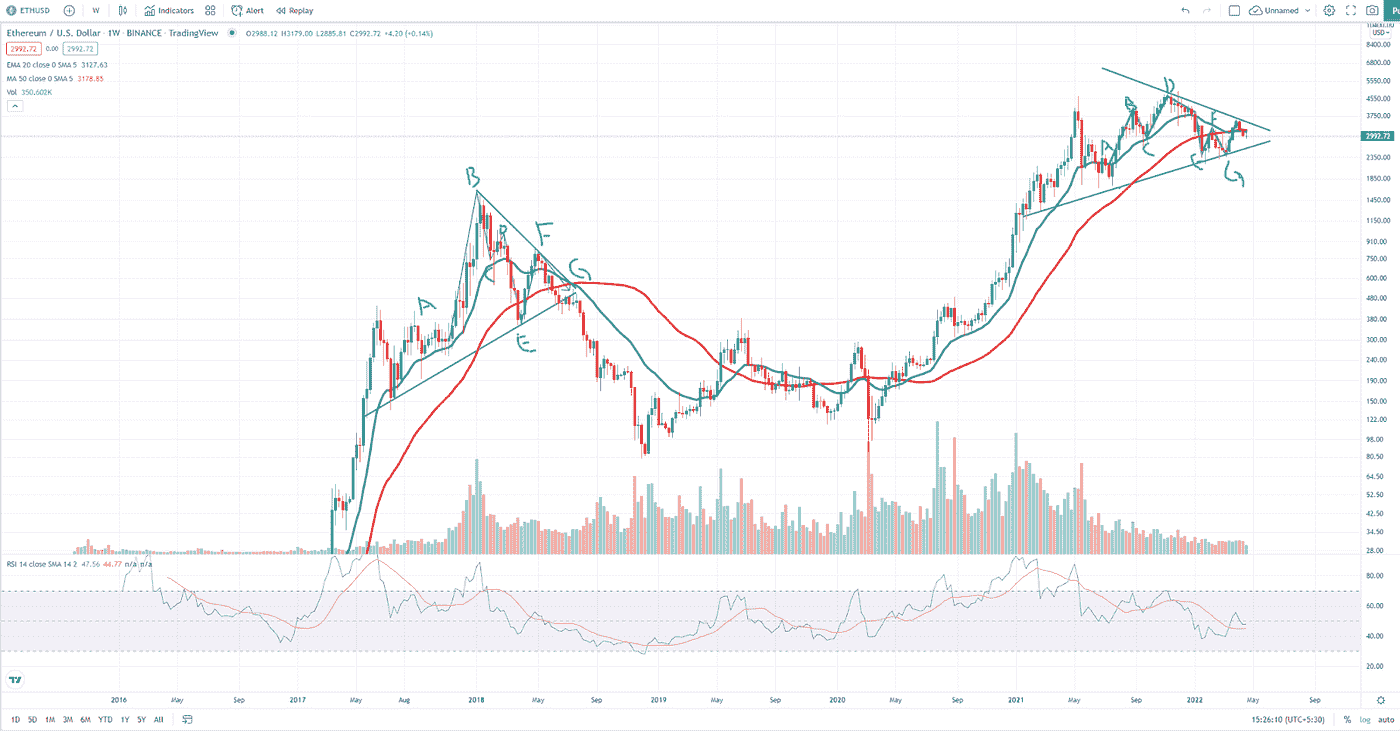 ETHUSD W Indicators Alert Replay Unnamed
Ethereum / U.S. Dollar · 1W · BINANCE · TradingView O2988.12 H3179.00 L2885.81 C2992.72 +4.20 (+0.14%)
USD
2992.72 0.00 2992.72
EMA 20 close 0 SMA 5 3127.63
MA 50 close 0 SMA 5 3178.85
Vol 350.602K
8400.00
6800.00
5550.00
4550.00
3750.00
2992.72
2350.00
1850.00
1450.00
1150.00
910.00
750.00
600.00
480.00
380.00
300.00
240.00
190.00
150.00
122.00
98.00
80.50
64.50
52.50
42.50
34.50
28.00
B
F
G
E
C
RSI 14 close SMA 14 2 47.56 44.77 n/a n/a
80.00
60.00
40.00
20.00
2016 May Sep 2017 May Aug 2018 May Sep 2019 May Sep 2020 May Sep 2021 May Sep 2022 May Sep
1D 5D 1M 3M 6M YTD 1Y 5Y All 15:26:10 (UTC+5:30) % log auto